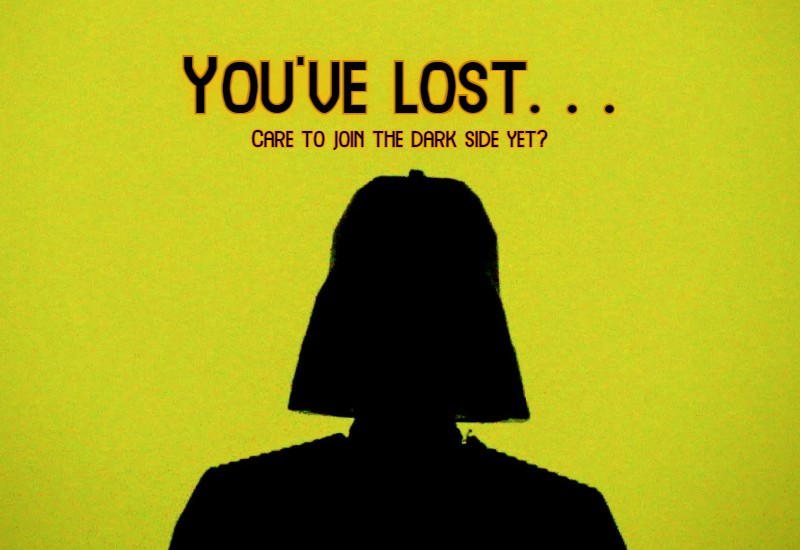 You've lost. . .
Care to join the dark side yet?